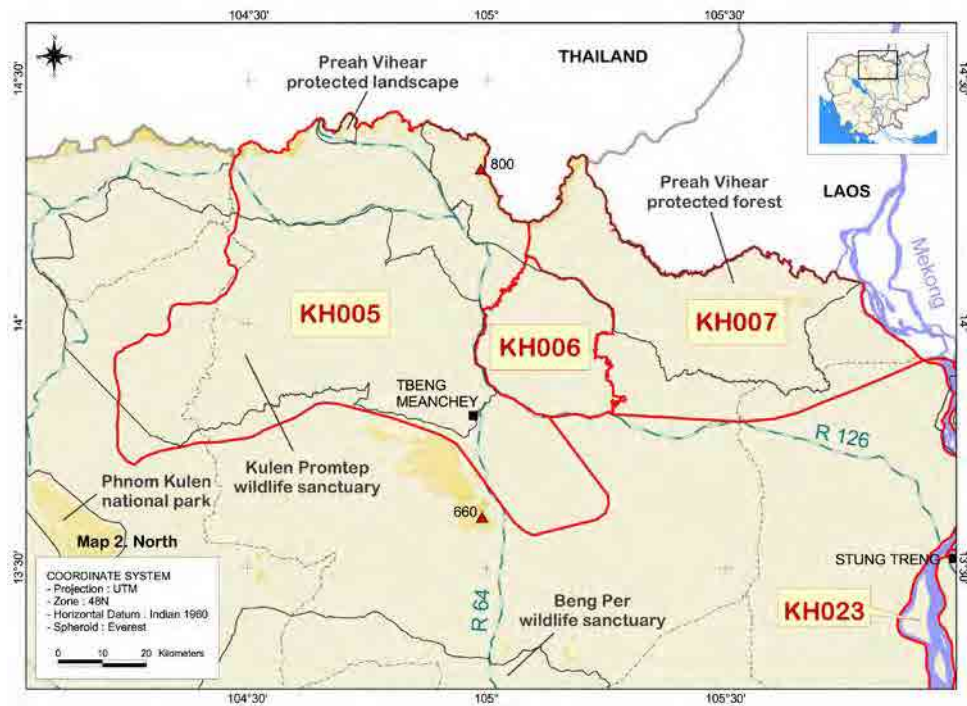 104°30'
105°
105°30'
14°30'
THAILAND
14°30'
Preah Vihear
protected landscape
800
Preah Vihear
protected forest
LAOS
Mekong
14°
KH005
KH006
KH007
14°
TBENG
MEANCHEY
R 126
Kulen Promtep
wildlife sanctuary
Phnom Kulen
national park
660
Map 2. North
13°30'
STUNG TRENG
13°30'
COORDINATE SYSTEM
- Projection : UTM
- Zone : 48N
- Horizontal Datum . Indian 1960
- Spheroid : Everest
0 10 20 Kilometers
R 64
Beng Per
wildlife sanctuary
KH023
104°30'
105°
105°30'